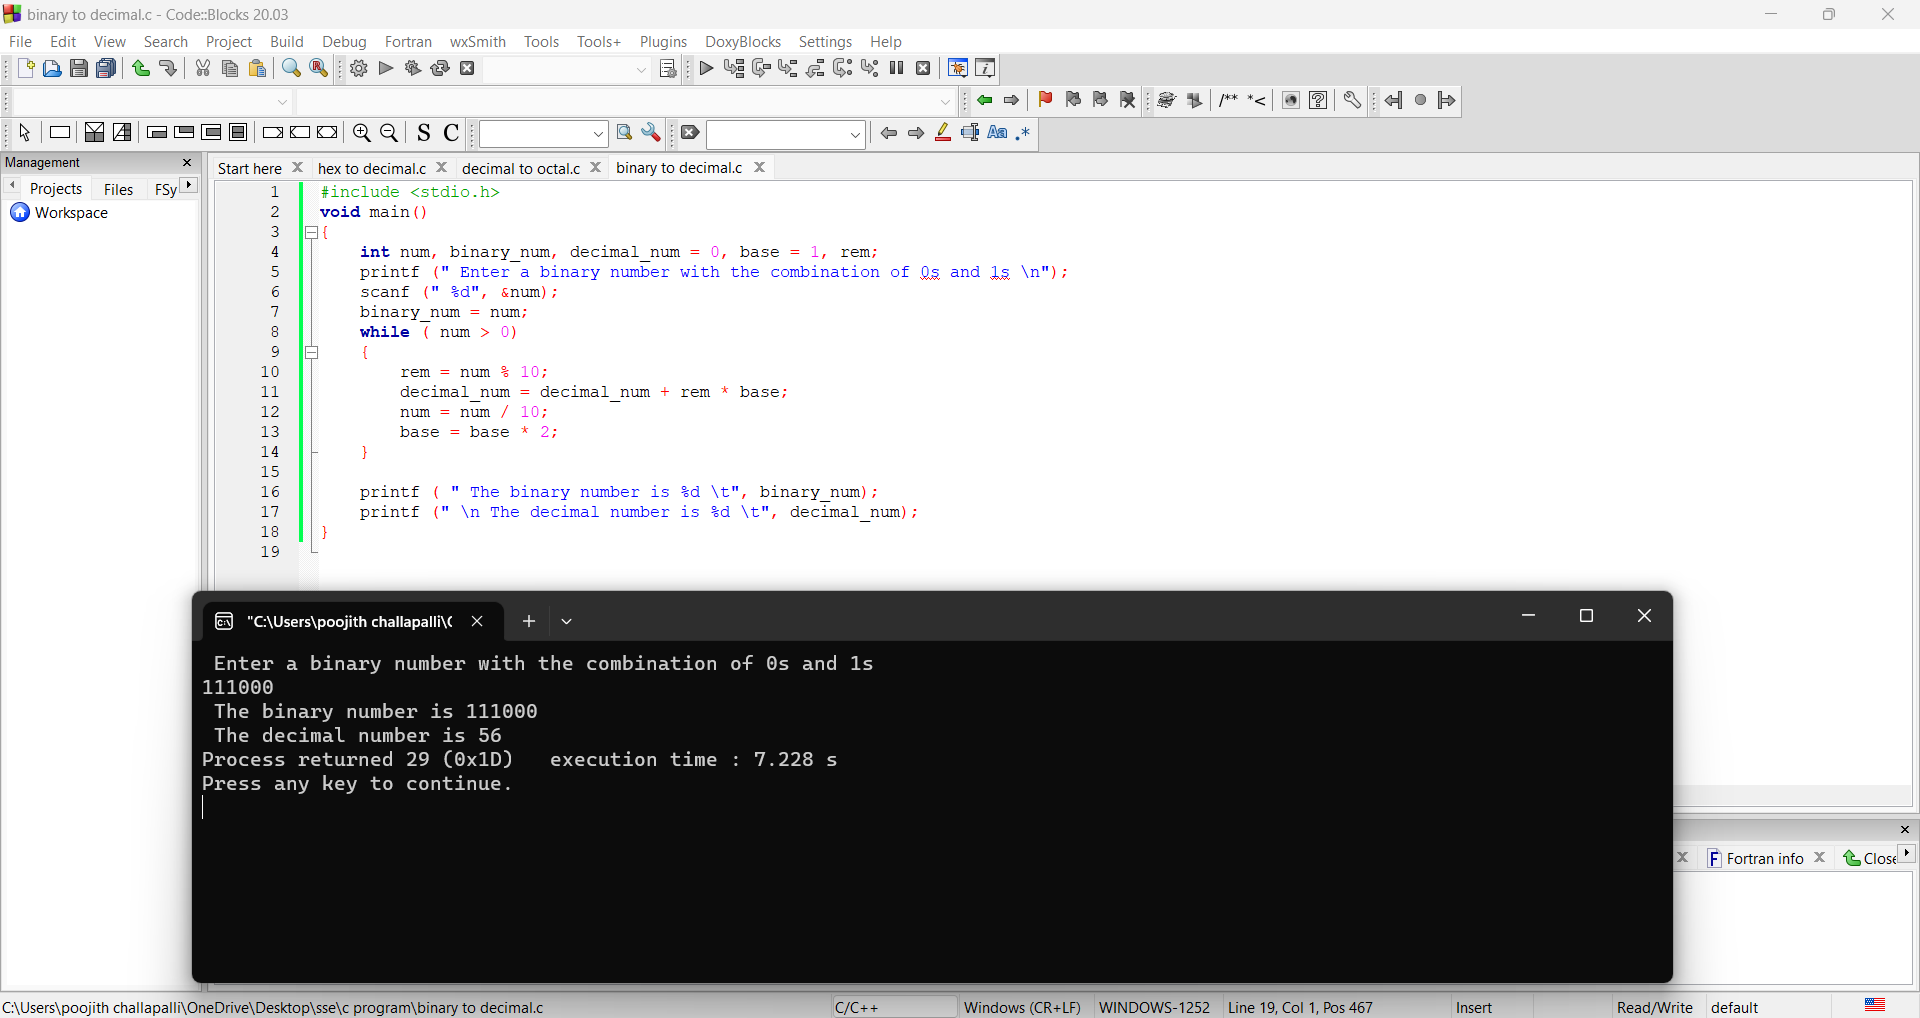 binary to decimal.c - Code::Blocks 20.03
File Edit View Search Project Build Debug Fortran wxSmith Tools Tools+ Plugins DoxyBlocks Settings Help
/** *<
S C
Aa .*
Management
Projects Files FSy
Workspace
Start here hex to decimal.c decimal to octal.c binary to decimal.c
1 #include <stdio.h>
2 void main()
3 {
4 int num, binary_num, decimal_num = 0, base = 1, rem;
5 printf (" Enter a binary number with the combination of 0s and 1s \n");
6 scanf (" %d", &num);
7 binary_num = num;
8 while ( num > 0)
9 {
10 rem = num % 10;
11 decimal_num = decimal_num + rem * base;
12 num = num / 10;
13 base = base * 2;
14 }
15
16 printf ( " The binary number is %d \t", binary_num);
17 printf (" \n The decimal number is %d \t", decimal_num);
18 }
19
"C:\Users\poojith challapalli\
Enter a binary number with the combination of 0s and 1s
111000
The binary number is 111000
The decimal number is 56
Process returned 29 (0x1D)   execution time : 7.228 s
Press any key to continue.
Fortran info Close
C:\Users\poojith challapalli\OneDrive\Desktop\sse\c program\binary to decimal.c C/C++ Windows (CR+LF) WINDOWS-1252 Line 19, Col 1, Pos 467 Insert Read/Write default